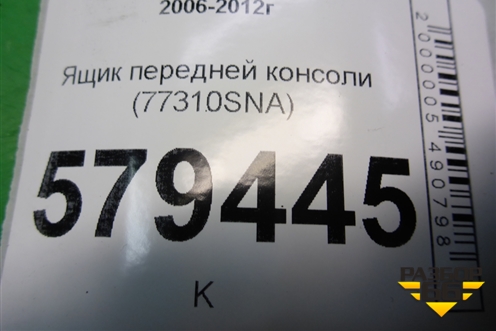 2006-2012г
Ящик передней консоли
(77310SNA)
579445
K
2000005490798